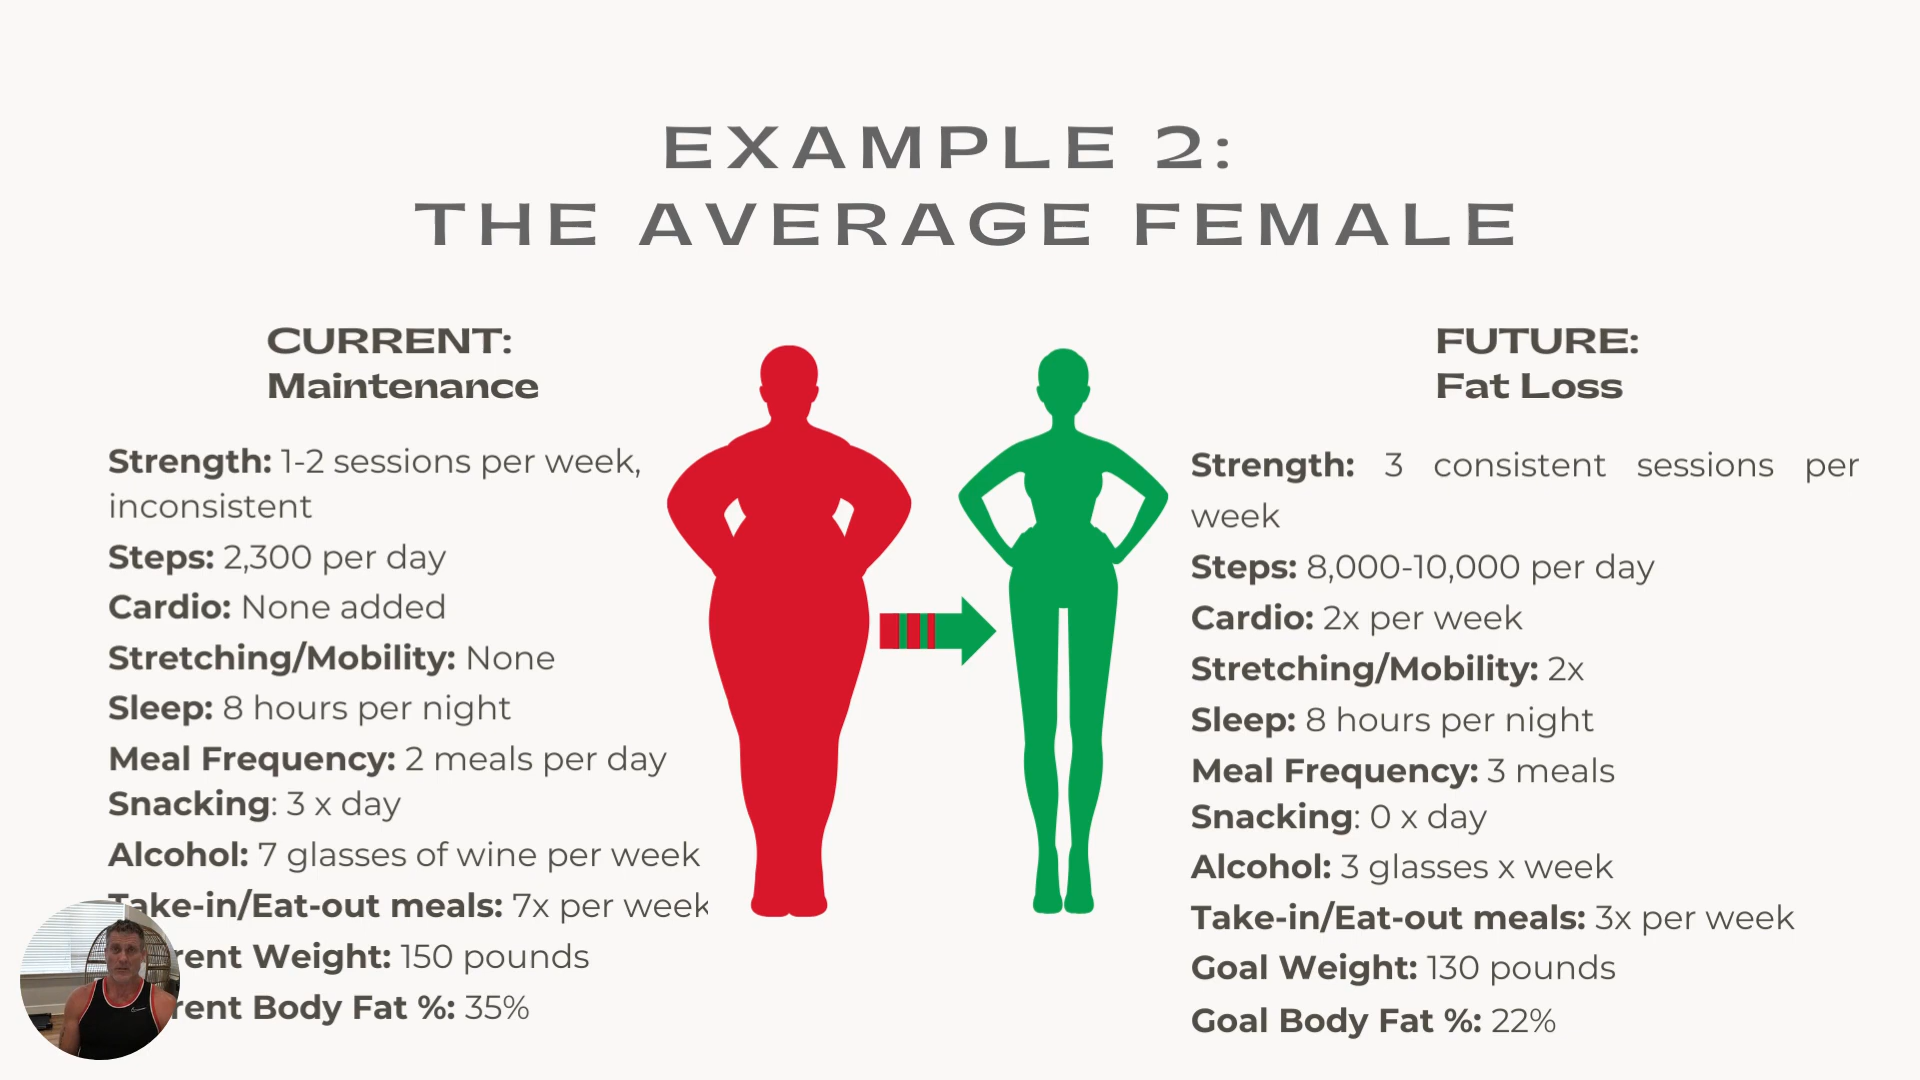 EXAMPLE 2:
THE AVERAGE FEMALE
CURRENT:
Maintenance
Strength: 1-2 sessions per week,
inconsistent
Steps: 2,300 per day
Cardio: None added
Stretching/Mobility: None
Sleep: 8 hours per night
Meal Frequency: 2 meals per day
Snacking: 3 x day
Alcohol: 7 glasses of wine per week
Take-in/Eat-out meals: 7x per week
rent Weight: 150 pounds
rent Body Fat %: 35%
FUTURE:
Fat Loss
Strength: 3 consistent sessions per
week
Steps: 8,000-10,000 per day
Cardio: 2x per week
Stretching/Mobility: 2x
Sleep: 8 hours per night
Meal Frequency: 3 meals
Snacking: 0 x day
Alcohol: 3 glasses x week
Take-in/Eat-out meals: 3x per week
Goal Weight: 130 pounds
Goal Body Fat %: 22%